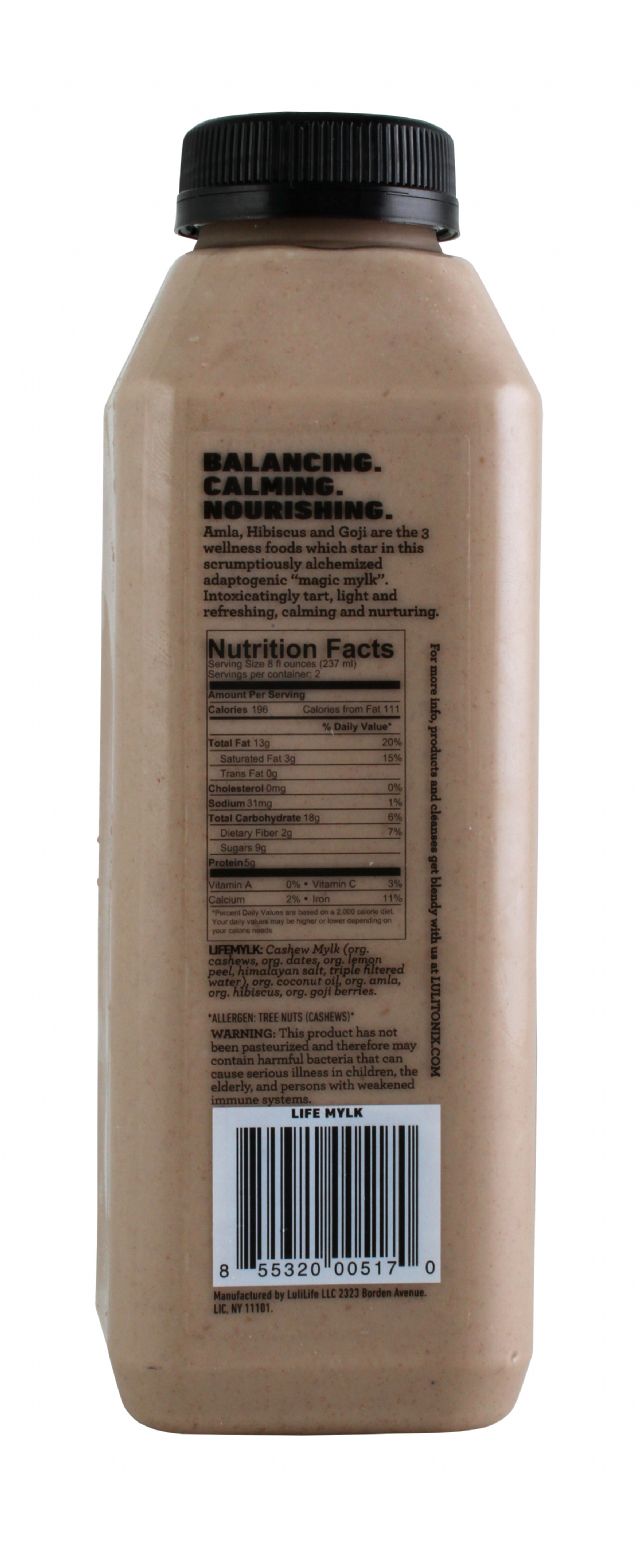 BALANCING.
CALMING.
NOURISHING.
Amla, Hibiscus and Goji are the 3
wellness foods which star in this
scrumptiously alchemized
adaptogenic “magic mylk”.
Intoxicatingly tart, light and
refreshing, calming and nurturing.
Nutrition Facts
Serving Size 8 fl ounces (237 ml)
Servings per container: 2
Amount Per Serving
Calories 196 Calories from Fat 111
% Daily Value*
Total Fat 13g 20%
Saturated Fat 3g 15%
Trans Fat 0g
Cholesterol 0mg 0%
Sodium 31mg 1%
Total Carbohydrate 18g 6%
Dietary Fiber 2g 7%
Sugars 9g
Protein 5g
Vitamin A 0% • Vitamin C 3%
Calcium 2% • Iron 11%
*Percent Daily Values are based on a 2,000 calorie diet.
Your daily values may be higher or lower depending on
your calorie needs
LIFEMYLK: Cashew Mylk (org.
cashews, org. dates, org. lemon
peel, himalayan salt, triple filtered
water), org. coconut oil, org. amla,
org. hibiscus, org. goji berries.
*ALLERGEN: TREE NUTS (CASHEWS)*
WARNING: This product has not
been pasteurized and therefore may
contain harmful bacteria that can
cause serious illness in children, the
elderly, and persons with weakened
immune systems.
For more info, products and cleanses get blendy with us at LULITONIX.COM
LIFE MYLK
8 55320 00517 0
Manufactured by LuliLife LLC 2323 Borden Avenue.
LIC, NY 11101.